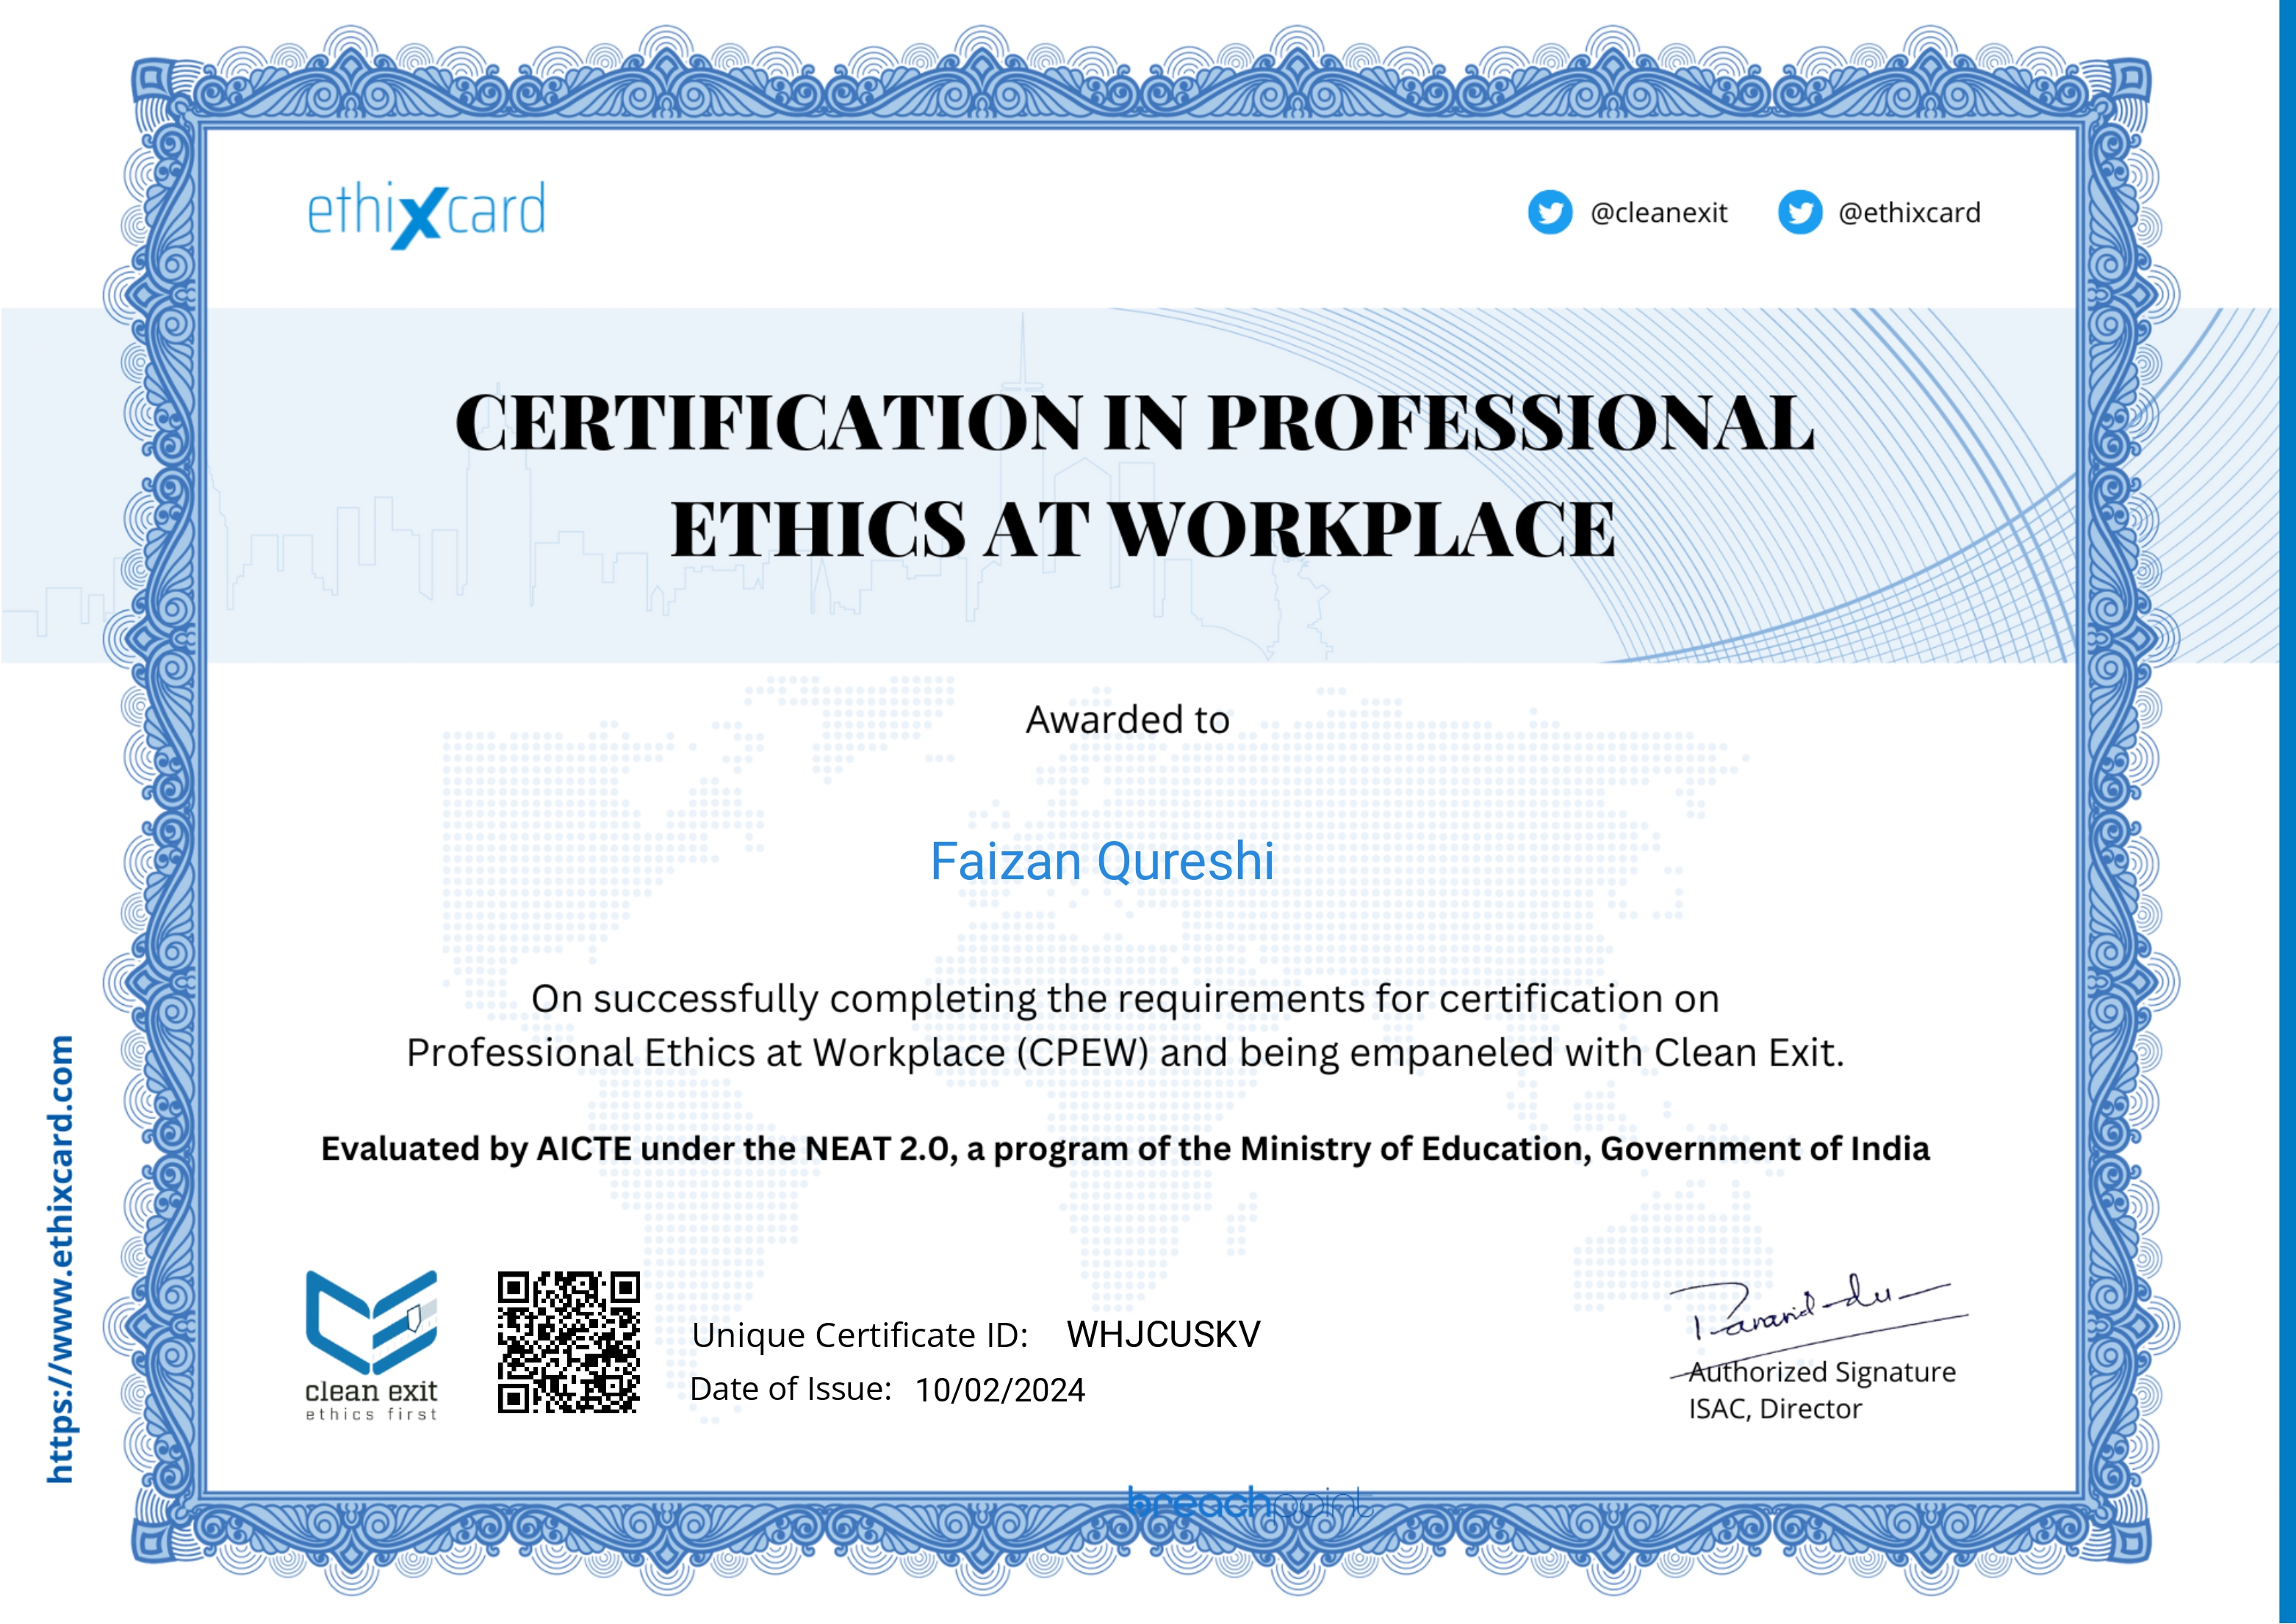 ethixcard
@cleanexit @ethixcard
CERTIFICATION IN PROFESSIONAL
ETHICS AT WORKPLACE
Awarded to
Faizan Qureshi
On successfully completing the requirements for certification on
Professional Ethics at Workplace (CPEW) and being empaneled with Clean Exit.
Evaluated by AICTE under the NEAT 2.0, a program of the Ministry of Education, Government of India
https://www.ethixcard.com
clean exit
ethics first
Unique Certificate ID: WHJCUSKV
Date of Issue: 10/02/2024
Authorized Signature
ISAC, Director
breachpoint